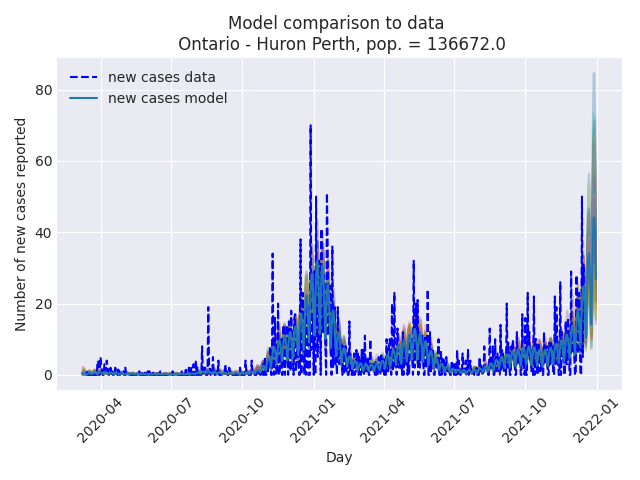 Model comparison to data
Ontario - Huron Perth, pop. = 136672.0
new cases data
new cases model
Number of new cases reported
80
60
40
20
0
2020-04
2020-07
2020-10
2021-01
2021-04
2021-07
2021-10
2022-01
Day